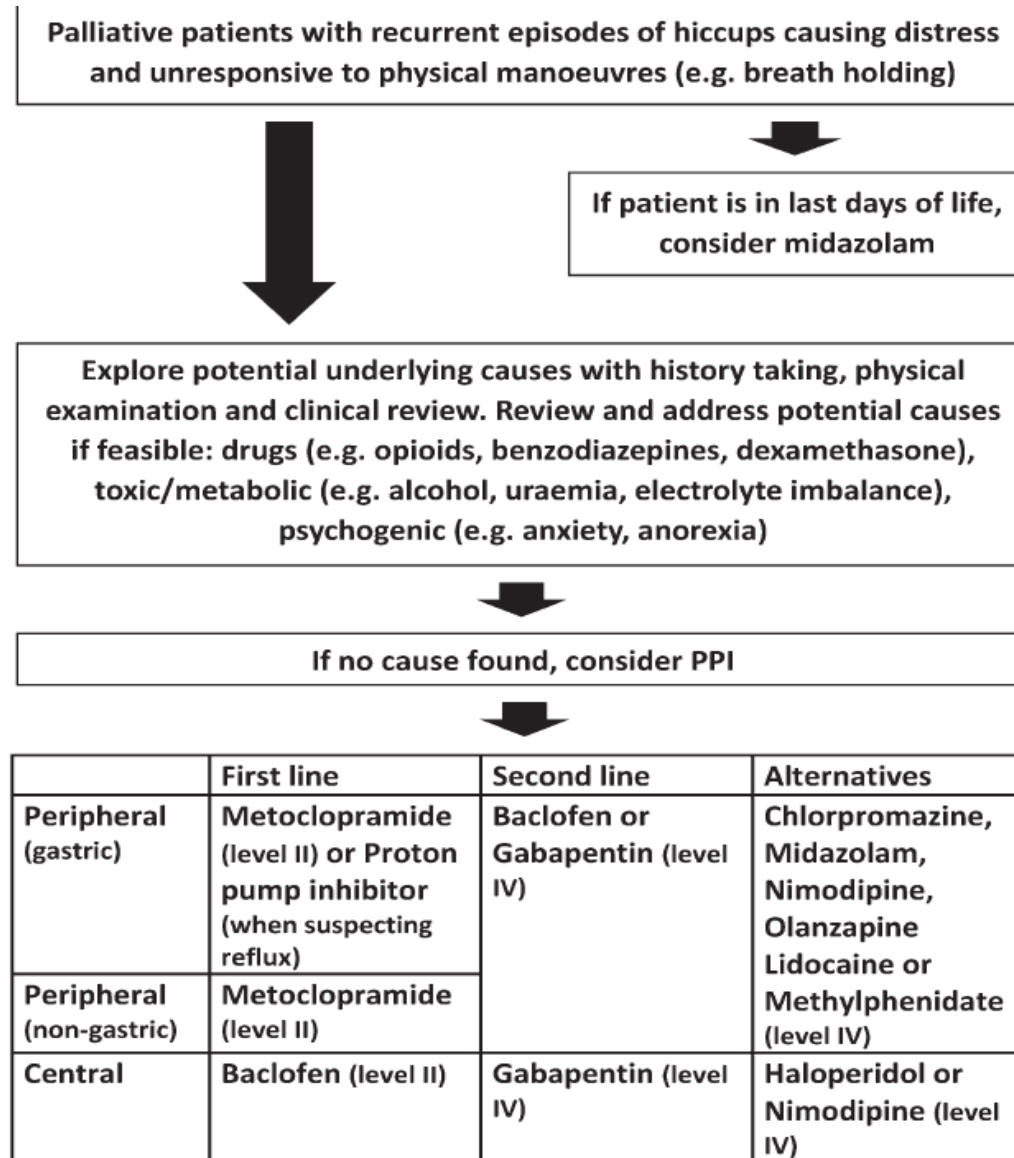 Palliative patients with recurrent episodes of hiccups causing distress
and unresponsive to physical manoeuvres (e.g. breath holding)
If patient is in last days of life,
consider midazolam
Explore potential underlying causes with history taking, physical
examination and clinical review. Review and address potential causes
if feasible: drugs (e.g. opioids, benzodiazepines, dexamethasone),
toxic/metabolic (e.g. alcohol, uraemia, electrolyte imbalance),
psychogenic (e.g. anxiety, anorexia)
If no cause found, consider PPI
First line
Second line
Alternatives
Peripheral
(gastric)
Metoclopramide
(level II) or Proton
pump inhibitor
(when suspecting
reflux)
Baclofen or
Gabapentin (level
IV)
Chlorpromazine,
Midazolam,
Nimodipine,
Olanzapine
Lidocaine or
Methylphenidate
(level IV)
Peripheral
(non-gastric)
Metoclopramide
(level II)
Central
Baclofen (level II)
Gabapentin (level
IV)
Haloperidol or
Nimodipine (level
IV)